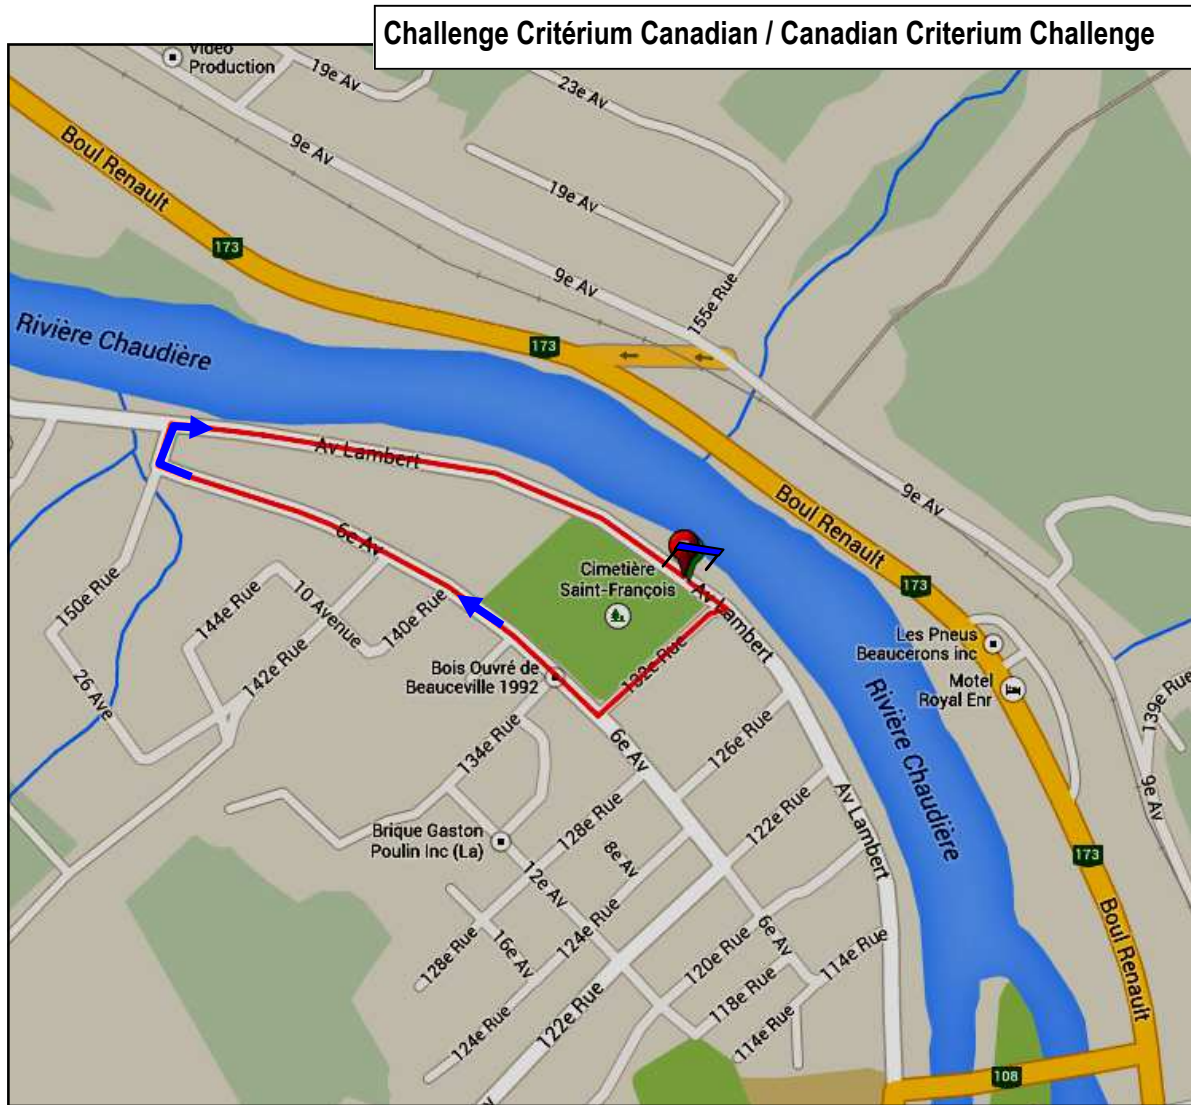 Challenge Critérium Canadian / Canadian Criterium Challenge
Video
Production
19e Av
23e Av
Boul Renault
9e Av
19e Av
173
9e Av
155e Rue
Rivière Chaudière
173
Av Lambert
9e Av
Boul Renault
6e Av
Cimetière
Saint-François
173
150e Rue
144e Rue
10 Avenue
140e Rue
Av Lambert
Les Pneus
Beaucerons inc
142e Rue
132e Rue
Bois Ouvré de
Beauceville 1992
Motel
Royal Enr
26 Ave
139e Rue
Rivière Chaudière
134e Rue
6e Av
126e Rue
9e Av
Brique Gaston
Poulin Inc (La)
128e Rue
122e Rue
Av Lambert
8e Av
173
12e Av
128e Rue
16e Av
124e Rue
6e Av
114e Rue
Boul Renault
120e Rue
118e Rue
124e Rue
122e Rue
114e Rue
108